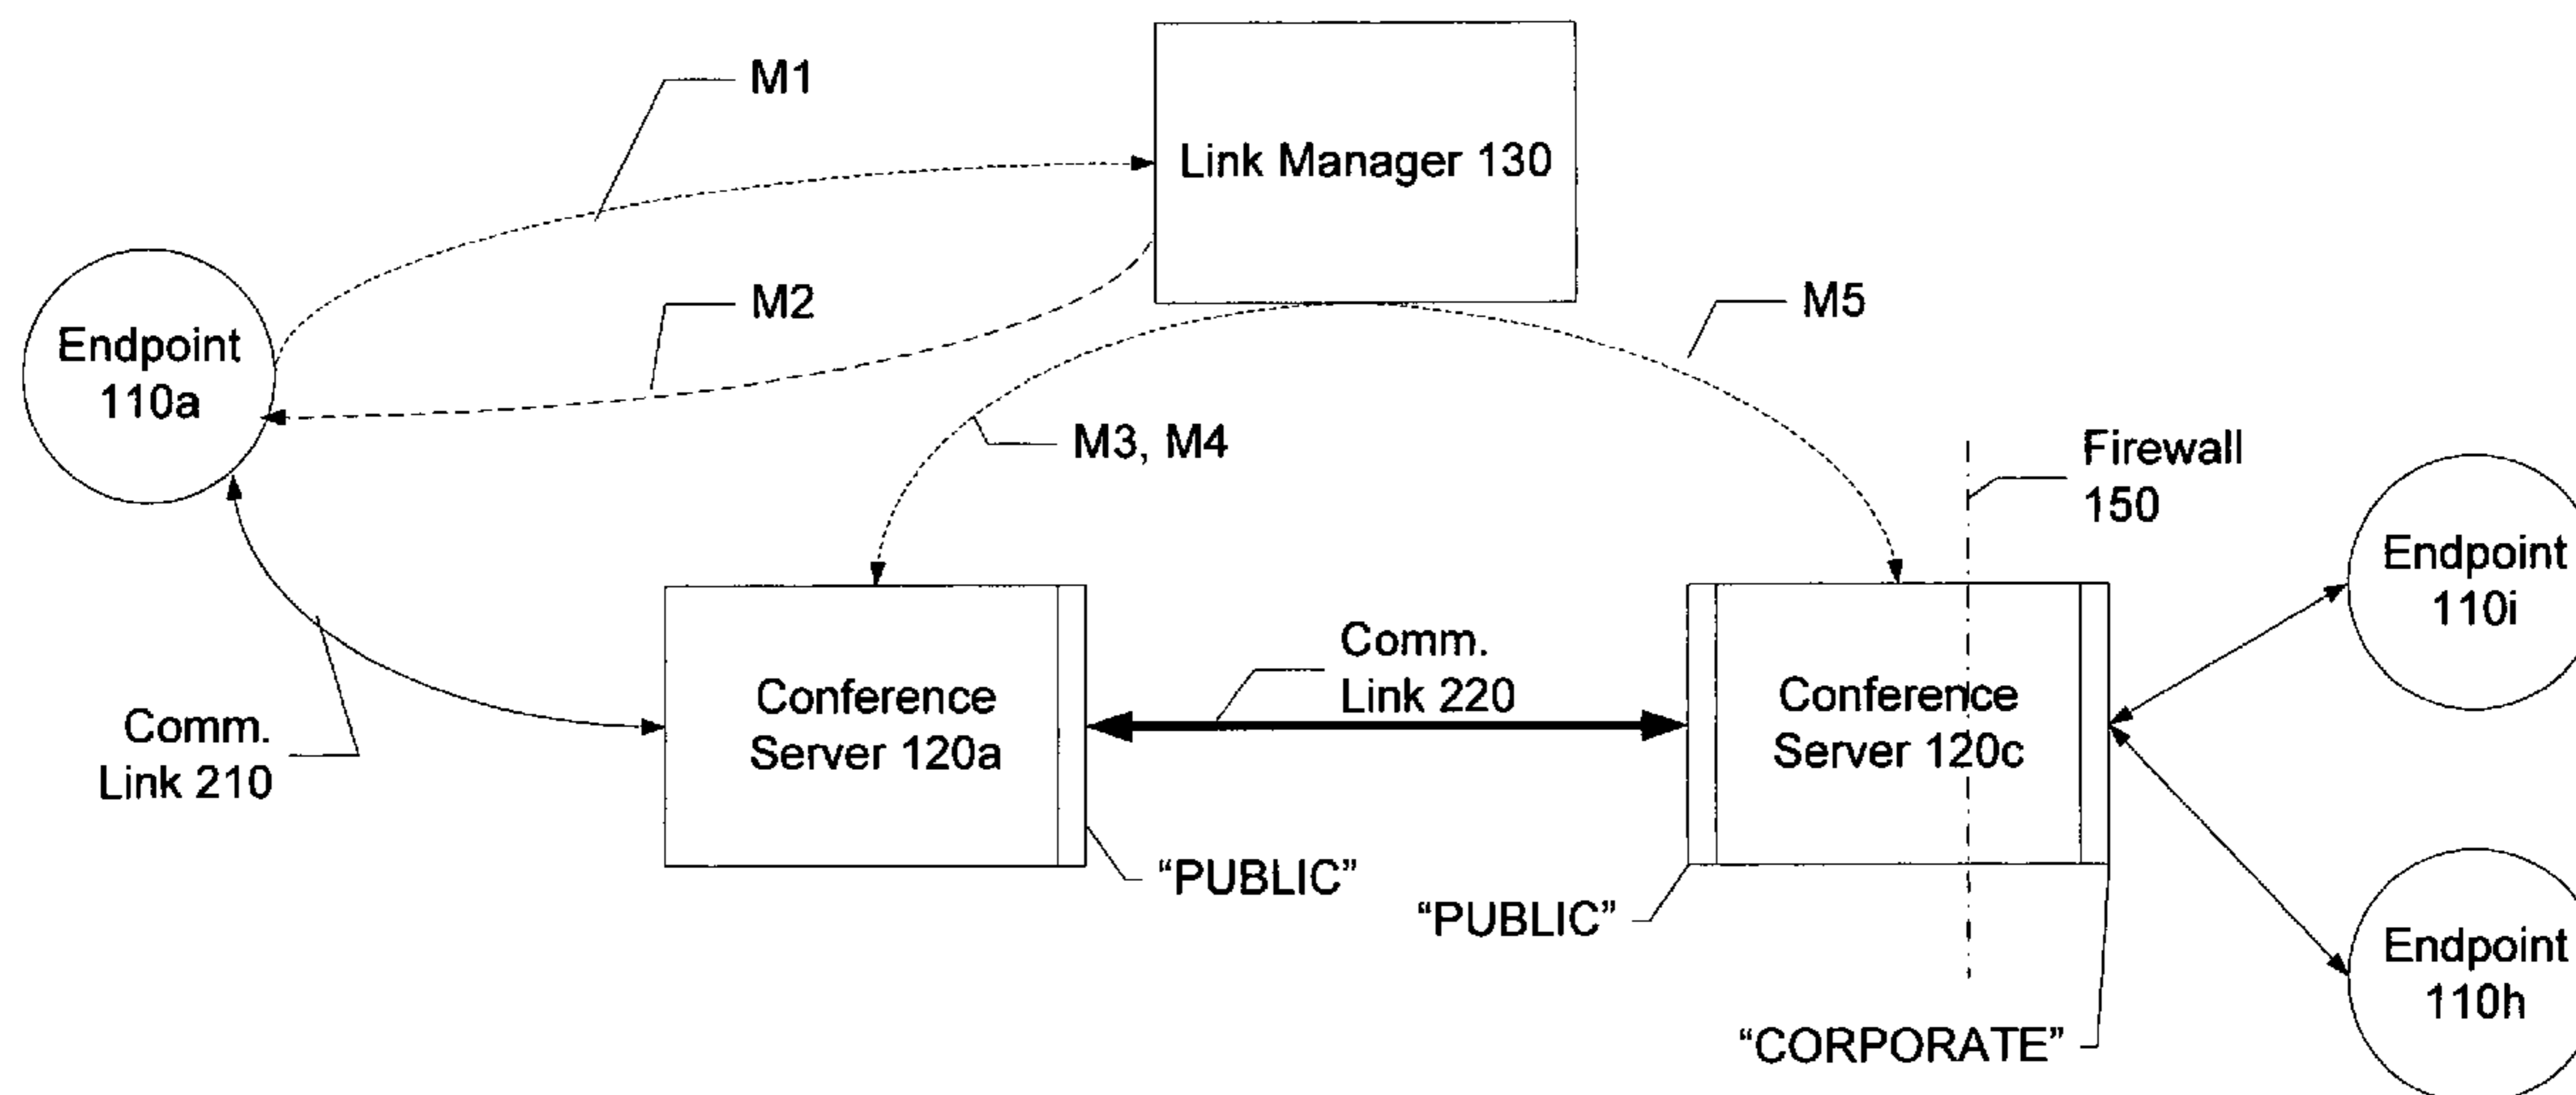 M1
Link Manager 130
M2
M5
Endpoint
110a
M3, M4
Firewall
150
Endpoint
110i
Comm.
Link 220
Conference
Server 120a
Conference
Server 120c
Comm.
Link 210
“PUBLIC”
“PUBLIC”
Endpoint
110h
“CORPORATE”